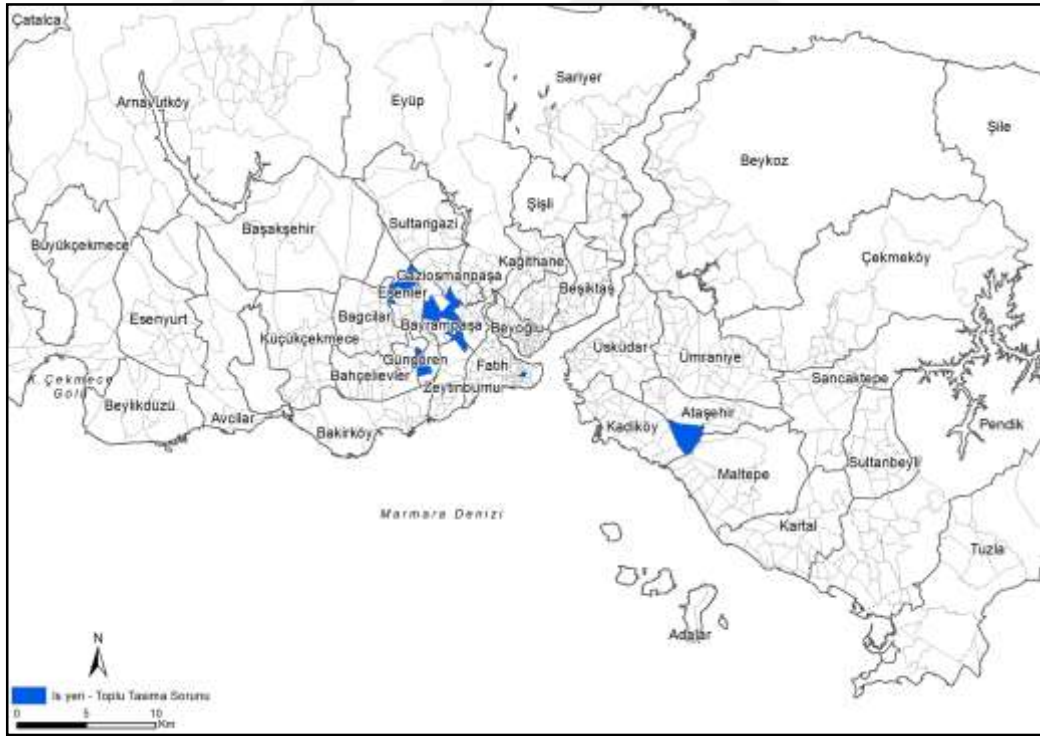 Çatalca
Sarıyer
Arnavutköy
Eyüp
Şile
Beykoz
Şişli
Sultangazi
Başakşehir
Büyükçekmece
Kağıthane
Çekmeköy
Gaziosmanpaşa
Beşiktaş
Esenler
Esenyurt
Bagcılar
Bayrampaşa
Beyoğlu
Küçükçekmece
Üsküdar
Ümraniye
Güngören
Fatih
Bahçelievler
Sancaktepe
K.Çekmece
Gölü
Zeytinburnu
Beylikdüzü
Avcılar
Ataşehir
Kadıköy
Pendik
Bakırköy
Sultanbeyli
Maltepe
Marmara Denizi
Kartal
Tuzla
Adalar
N
İş yeri - Toplu Tasıma Sorunu
0 5 10
Km